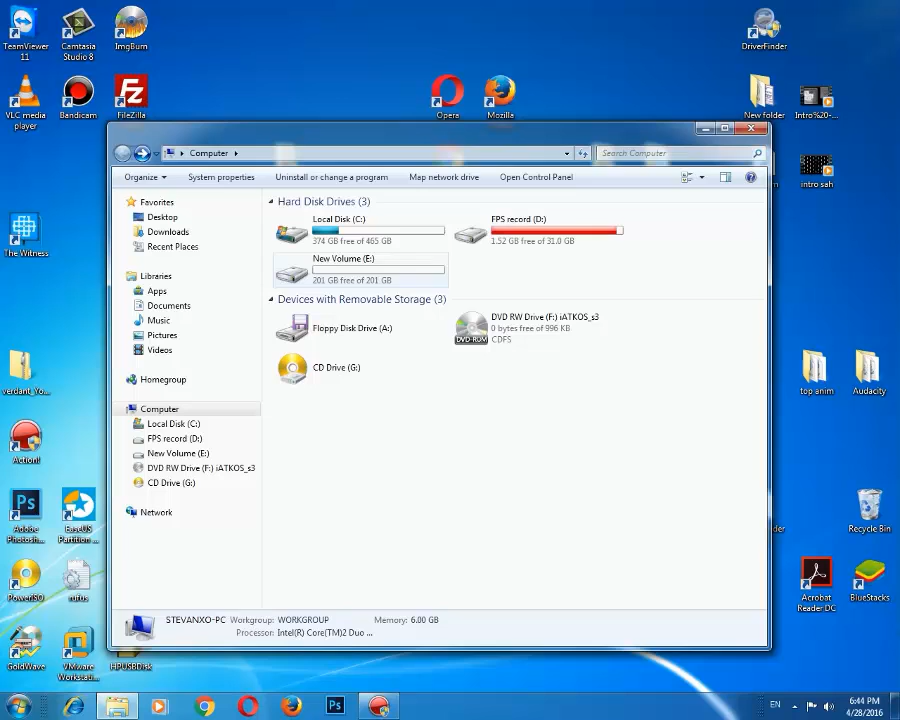 TeamViewer 11
Camtasia Studio 8
ImgBurn
DriverFinder
VLC media player
Bandicam
FileZilla
Opera
Mozilla
New folder
Intro%20-...
intro sah
The Witness
verdant_Yo...
Action!
Adobe Photosh...
EaseUS Partition ...
PowerISO
rufus
GoldWave
VMware Workstati...
HPUSBDisk
top anim
Audacity
Recycle Bin
Acrobat Reader DC
BlueStacks
Computer
Search Computer
Organize
System properties
Uninstall or change a program
Map network drive
Open Control Panel
Favorites
Desktop
Downloads
Recent Places
Libraries
Apps
Documents
Music
Pictures
Videos
Homegroup
Computer
Local Disk (C:)
FPS record (D:)
New Volume (E:)
DVD RW Drive (F:) iATKOS_s3
CD Drive (G:)
Network
Hard Disk Drives (3)
Local Disk (C:)
374 GB free of 465 GB
FPS record (D:)
1.52 GB free of 31.0 GB
New Volume (E:)
201 GB free of 201 GB
Devices with Removable Storage (3)
Floppy Disk Drive (A:)
DVD RW Drive (F:) iATKOS_s3
0 bytes free of 996 KB
CDFS
DVD-ROM
CD Drive (G:)
STEVANXO-PC Workgroup: WORKGROUP Memory: 6.00 GB
Processor: Intel(R) Core(TM)2 Duo ...
Ps
EN
6:44 PM
4/28/2016